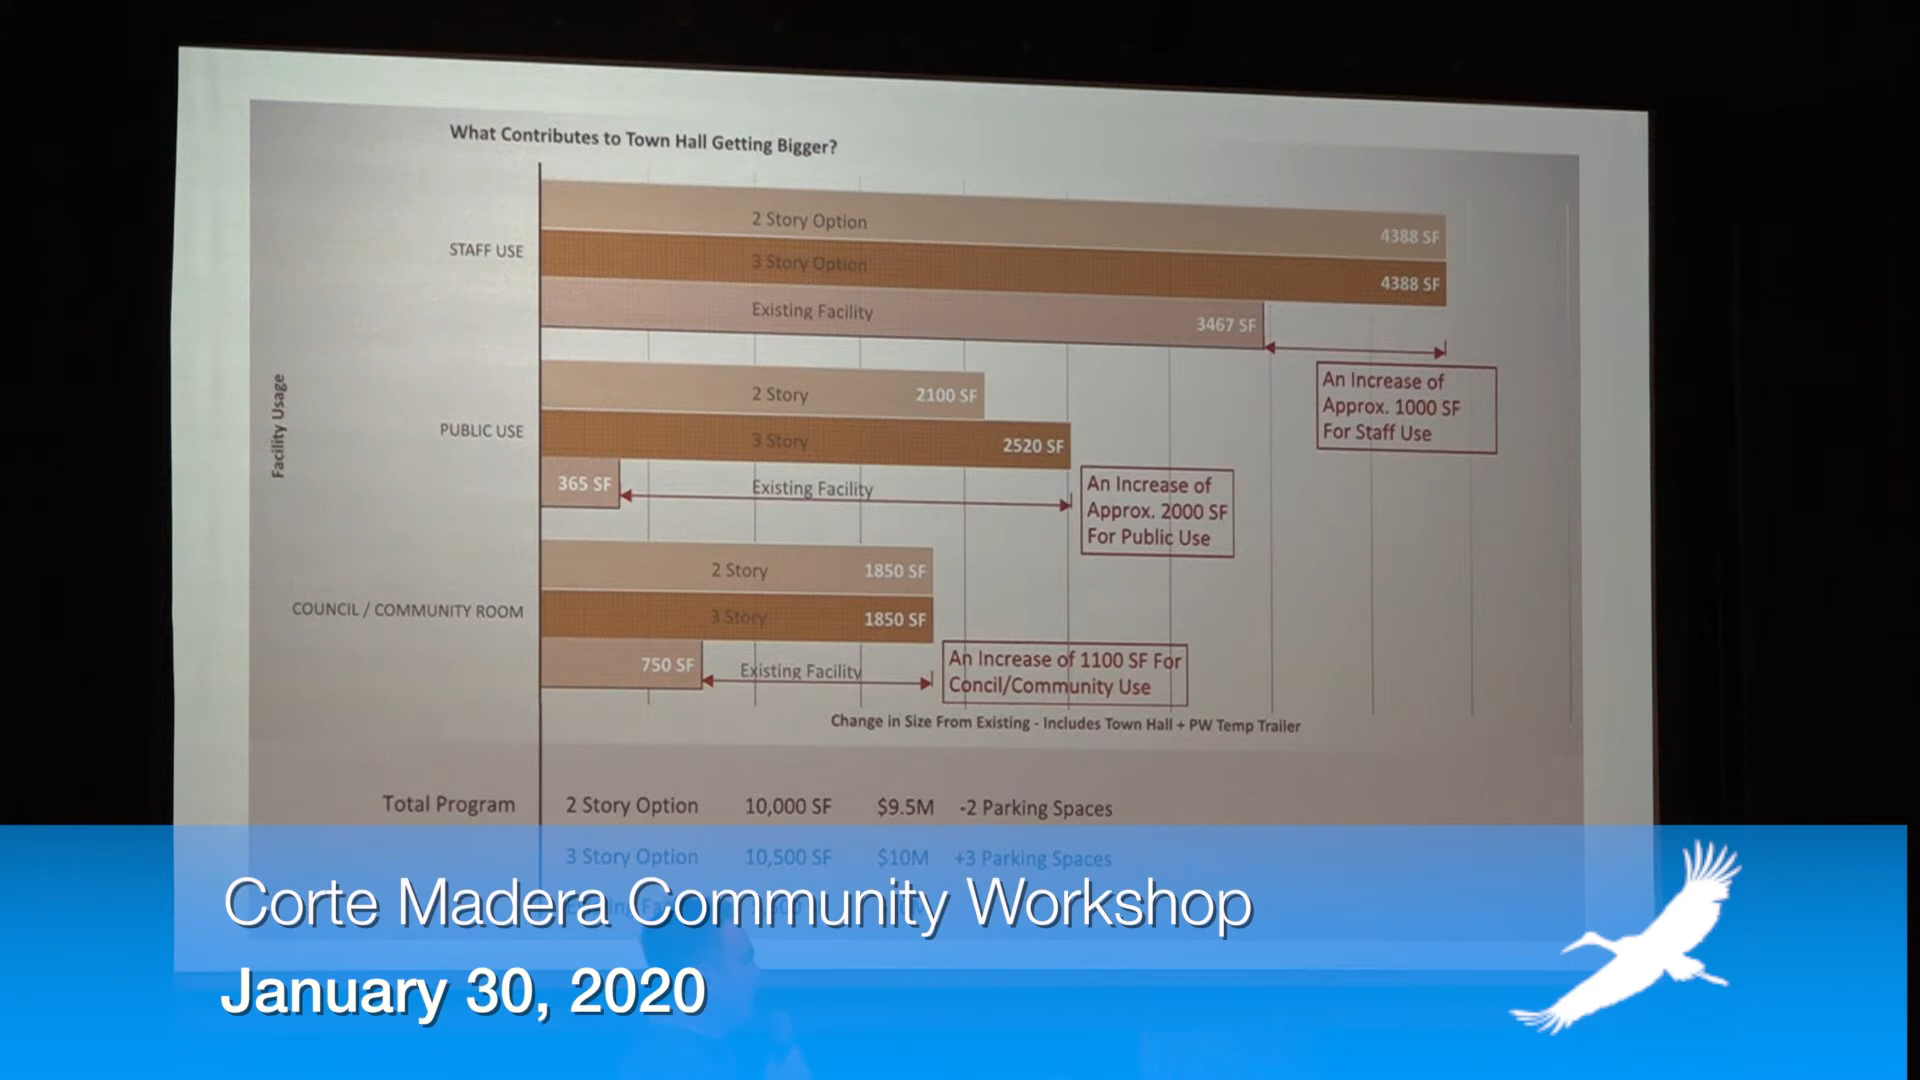 What Contributes to Town Hall Getting Bigger?
Facility Usage
STAFF USE
2 Story Option
4388 SF
3 Story Option
4388 SF
Existing Facility
3467 SF
An Increase of
Approx. 1000 SF
For Staff Use
PUBLIC USE
2 Story
2100 SF
3 Story
2520 SF
365 SF
Existing Facility
An Increase of
Approx. 2000 SF
For Public Use
COUNCIL / COMMUNITY ROOM
2 Story
1850 SF
3 Story
1850 SF
750 SF
Existing Facility
An Increase of 1100 SF For
Concil/Community Use
Change in Size From Existing - Includes Town Hall + PW Temp Trailer
Total Program
2 Story Option 10,000 SF $9.5M -2 Parking Spaces
3 Story Option 10,500 SF $10M +3 Parking Spaces
Corte Madera Community Workshop
January 30, 2020